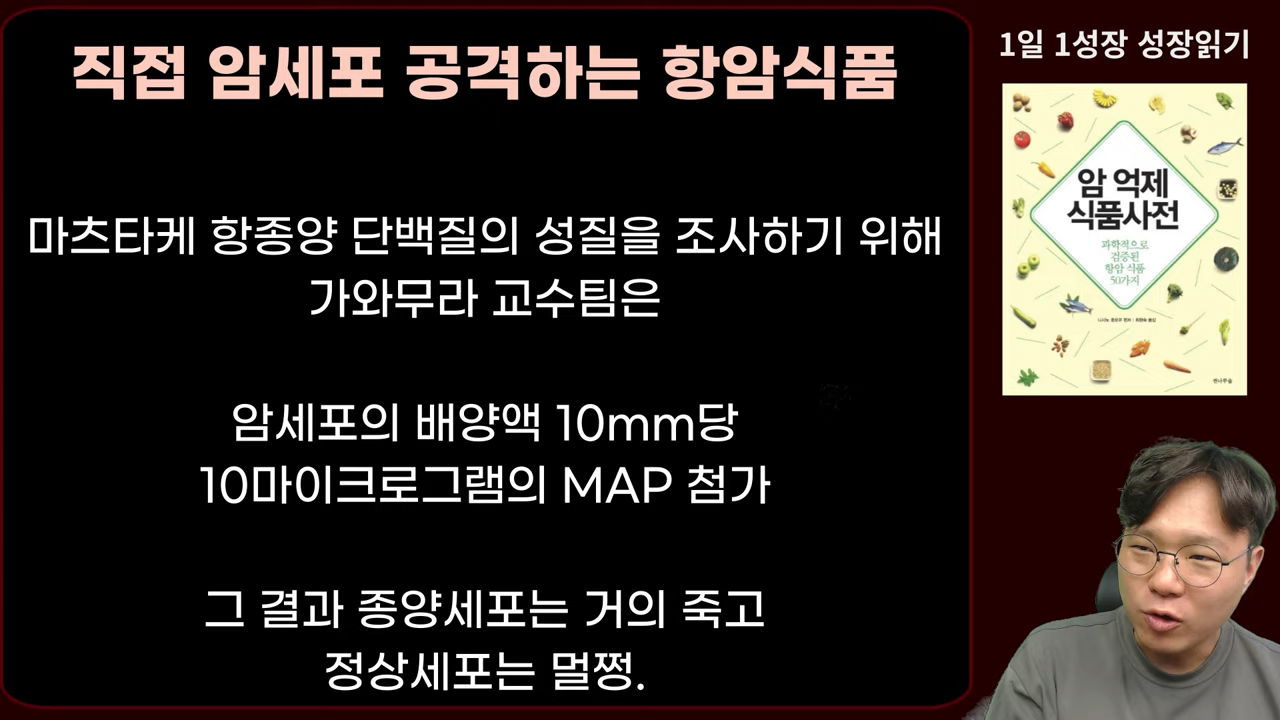 직접 암세포 공격하는 항암식품
마츠타케 항종양 단백질의 성질을 조사하기 위해
가와무라 교수팀은
암세포의 배양액 10mm당
10마이크로그램의 MAP 첨가
그 결과 종양세포는 거의 죽고
정상세포는 멀쩡.
1일 1성장 성장읽기
암 억제
식품사전
과학적으로
검증된
항암 식품
50가지